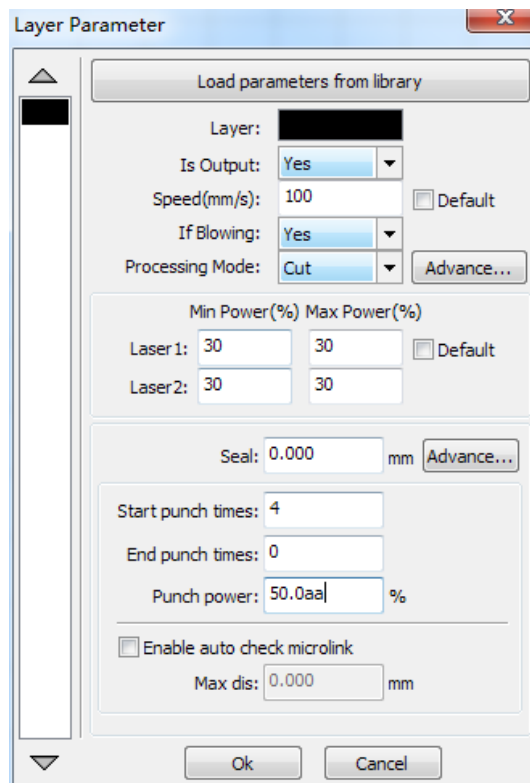 Layer Parameter
Load parameters from library
Layer:
Is Output: Yes
Speed(mm/s): 100 Default
If Blowing: Yes
Processing Mode: Cut Advance...
Min Power(%) Max Power(%)
Laser1: 30 30 Default
Laser2: 30 30
Seal: 0.000 mm Advance...
Start punch times: 4
End punch times: 0
Punch power: 50.0aa %
Enable auto check microlink
Max dis: 0.000 mm
Ok Cancel